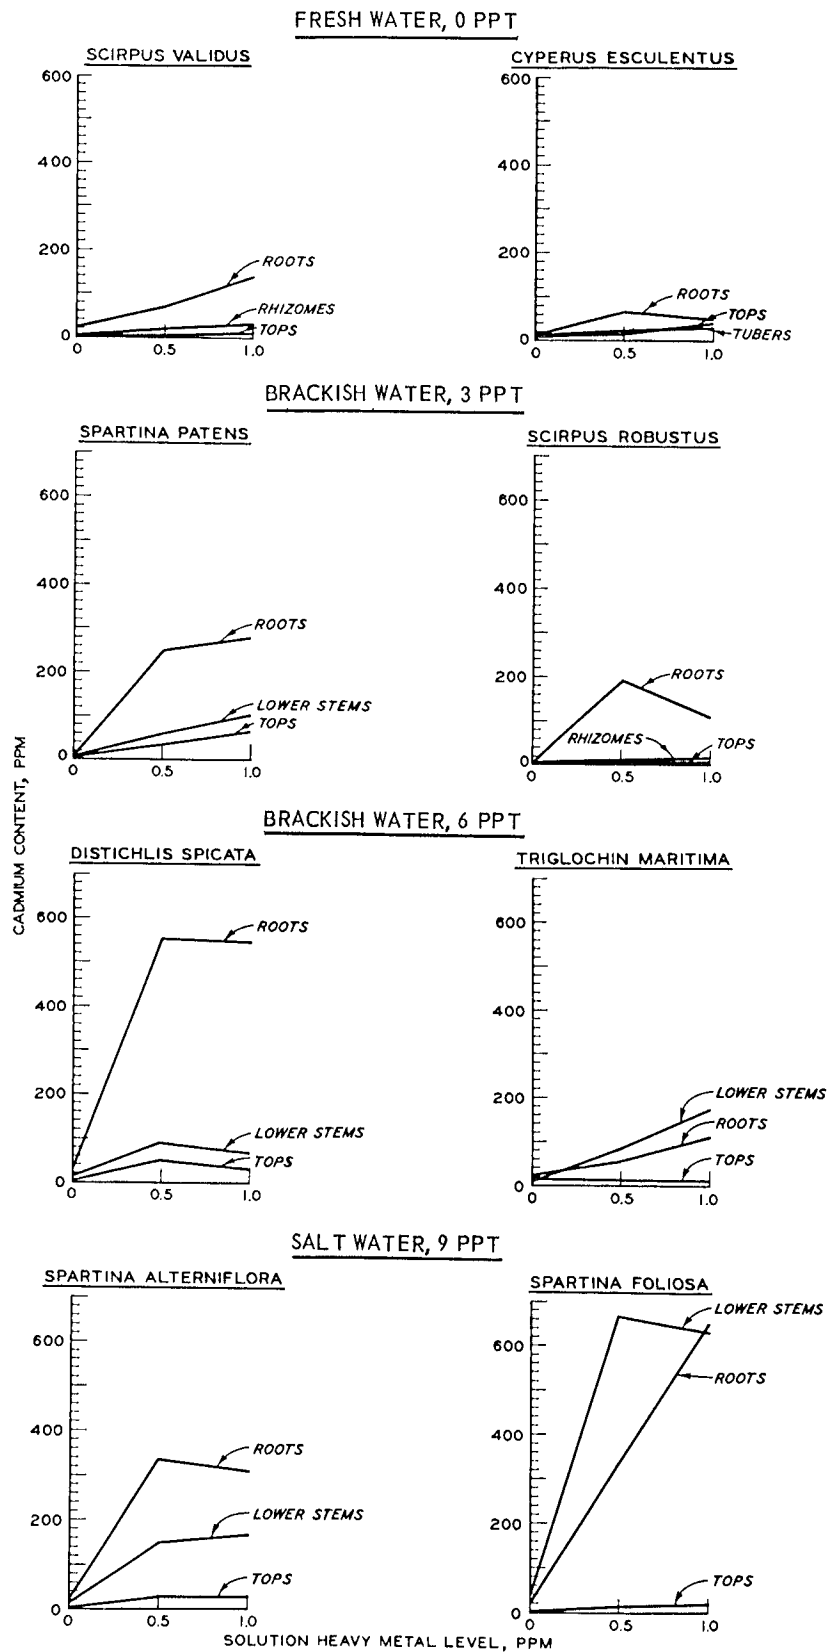 FRESH WATER, 0 PPT
SCIRPUS VALIDUS
600
400
200
0
0
0.5
1.0
ROOTS
RHIZOMES
TOPS
CYPERUS ESCULENTUS
600
400
200
0
0
0.5
1.0
ROOTS
TOPS
TUBERS
BRACKISH WATER, 3 PPT
SPARTINA PATENS
600
400
200
0
0
0.5
1.0
ROOTS
LOWER STEMS
TOPS
SCIRPUS ROBUSTUS
600
400
200
0
0
0.5
1.0
ROOTS
RHIZOMES
TOPS
CADMIUM CONTENT, PPM
BRACKISH WATER, 6 PPT
DISTICHLIS SPICATA
600
400
200
0
0
0.5
1.0
ROOTS
LOWER STEMS
TOPS
TRIGLOCHIN MARITIMA
600
400
200
0
0
0.5
1.0
LOWER STEMS
ROOTS
TOPS
SALT WATER, 9 PPT
SPARTINA ALTERNIFLORA
600
400
200
0
0
0.5
1.0
ROOTS
LOWER STEMS
TOPS
SPARTINA FOLIOSA
600
400
200
0
0
0.5
1.0
LOWER STEMS
ROOTS
TOPS
SOLUTION HEAVY METAL LEVEL, PPM